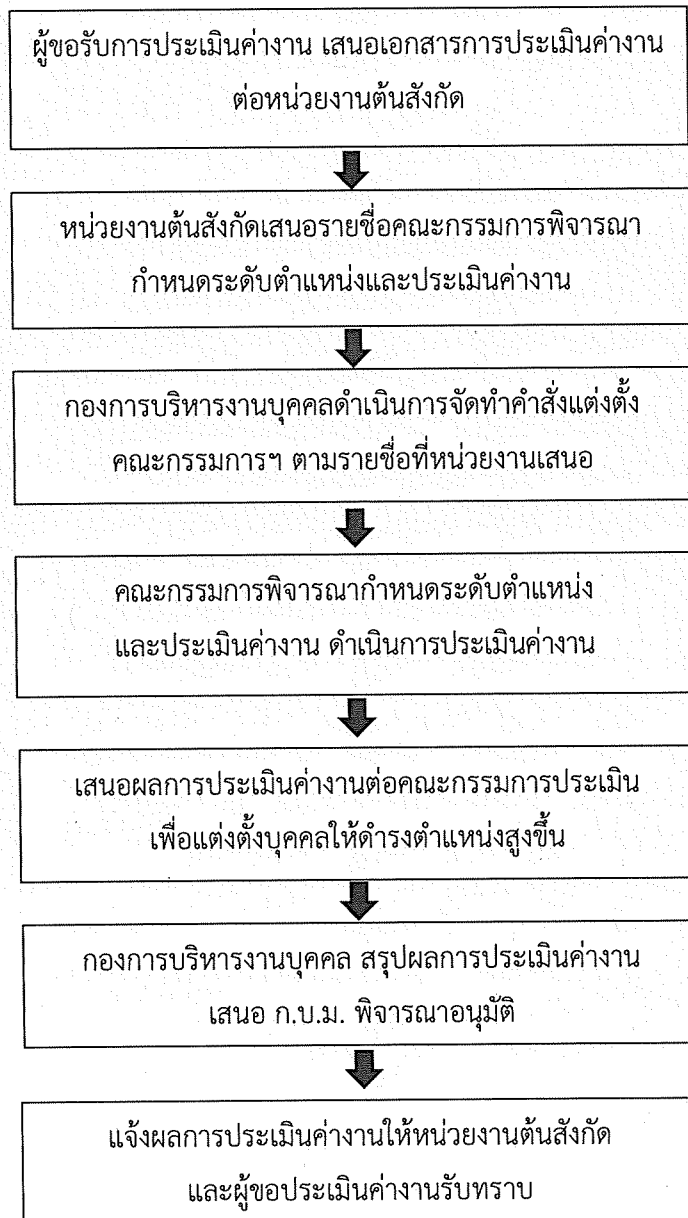 ผู้ขอรับการประเมินค่างาน เสนอเอกสารการประเมินค่างาน
ต่อหน่วยงานต้นสังกัด
หน่วยงานต้นสังกัดเสนอรายชื่อคณะกรรมการพิจารณา
กำหนดระดับตำแหน่งและประเมินค่างาน
กองการบริหารงานบุคคลดำเนินการจัดทำคำสั่งแต่งตั้ง
คณะกรรมการฯ ตามรายชื่อที่หน่วยงานเสนอ
คณะกรรมการพิจารณากำหนดระดับตำแหน่ง
และประเมินค่างาน ดำเนินการประเมินค่างาน
เสนอผลการประเมินค่างานต่อคณะกรรมการประเมิน
เพื่อแต่งตั้งบุคคลให้ดำรงตำแหน่งสูงขึ้น
กองการบริหารงานบุคคล สรุปผลการประเมินค่างาน
เสนอ ก.บ.ม. พิจารณาอนุมัติ
แจ้งผลการประเมินค่างานให้หน่วยงานต้นสังกัด
และผู้ขอประเมินค่างานรับทราบ